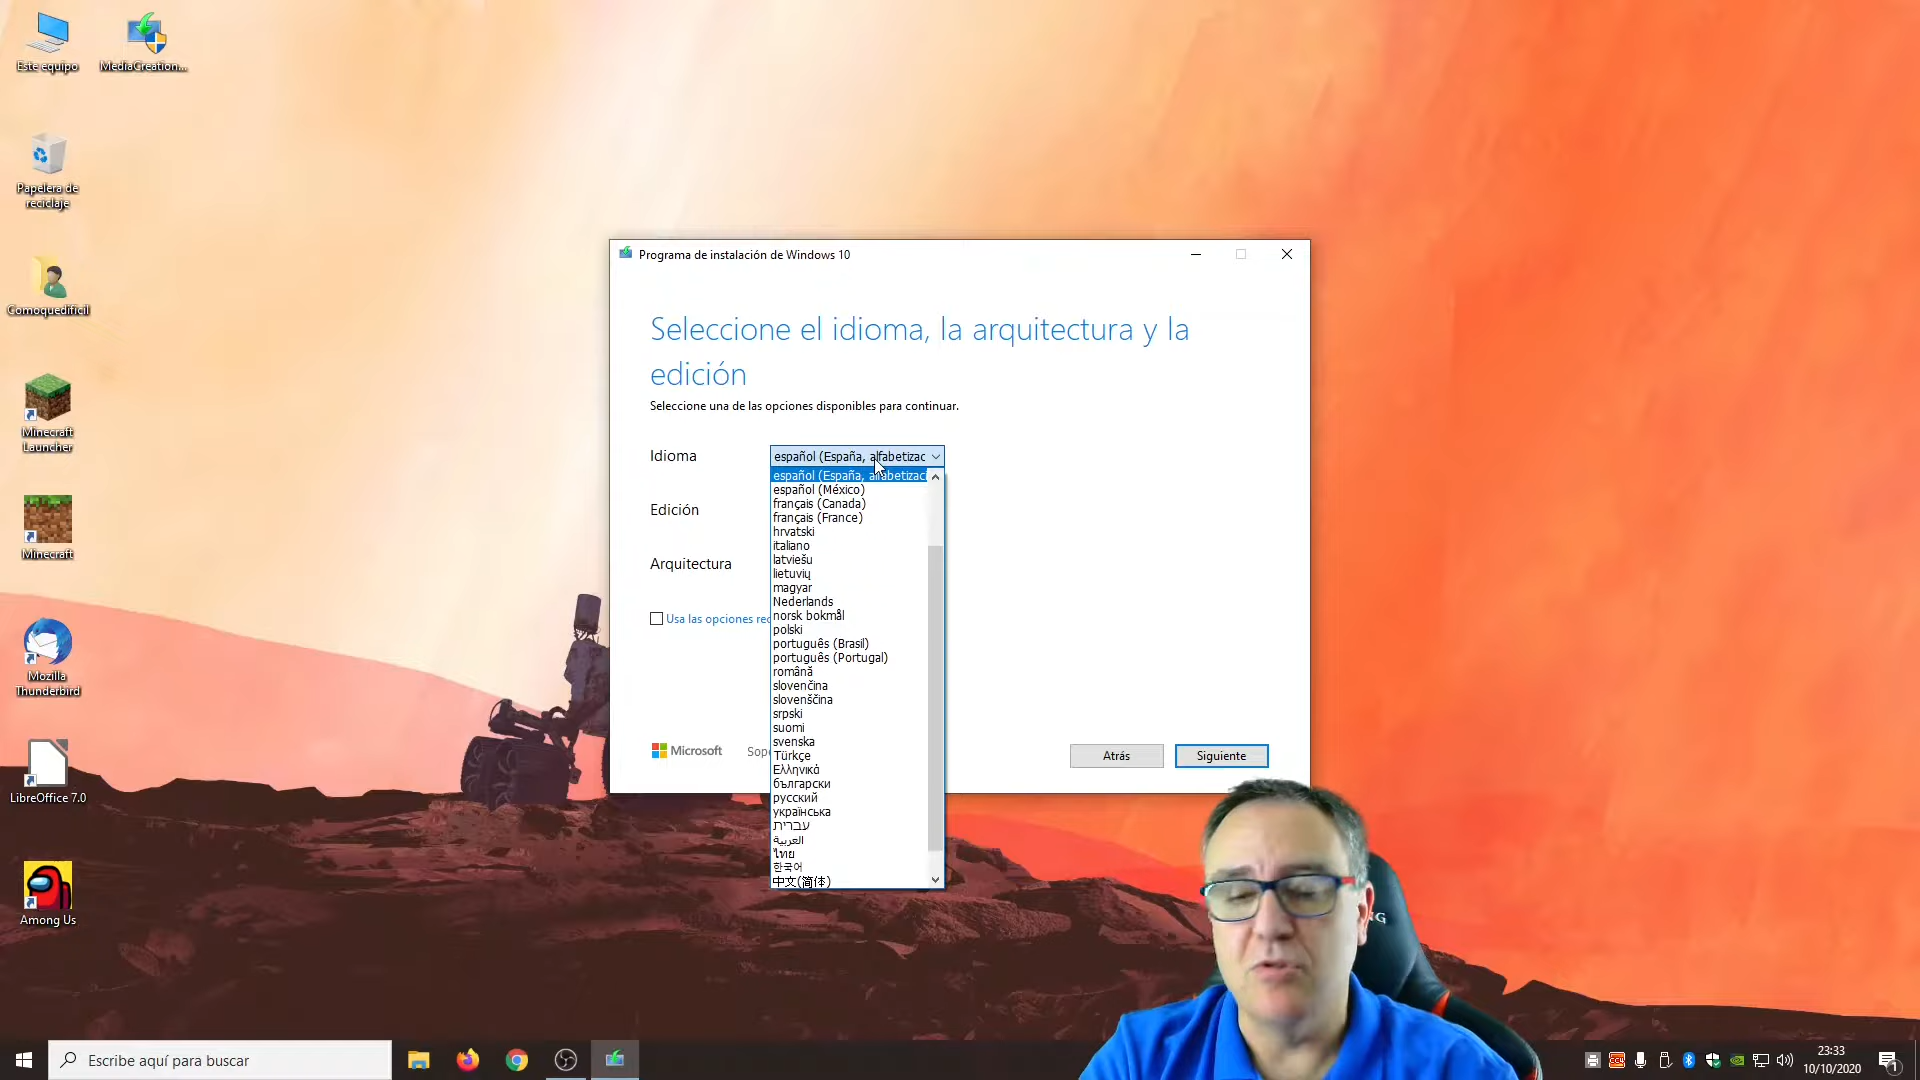 Este equipo
MediaCreation...
Papelera de
reciclaje
Comoquedificil
Minecraft
Launcher
Minecraft
Mozilla
Thunderbird
LibreOffice 7.0
Among Us
Programa de instalación de Windows 10
Seleccione el idioma, la arquitectura y la
edición
Seleccione una de las opciones disponibles para continuar.
Idioma
español (España, alfabetizac
español (España, alfabetizaci
español (México)
français (Canada)
français (France)
hrvatski
italiano
latviešu
lietuvių
magyar
Nederlands
norsk bokmål
polski
português (Brasil)
português (Portugal)
română
slovenčina
slovenščina
srpski
suomi
svenska
Türkçe
Ελληνικά
български
русский
українська
עברית
العربية
ไทย
한국어
中文(简体)
Edición
Arquitectura
Usa las opciones rec
Microsoft
Sop
Atrás
Siguiente
NG
Escribe aquí para buscar
23:33
10/10/2020
1